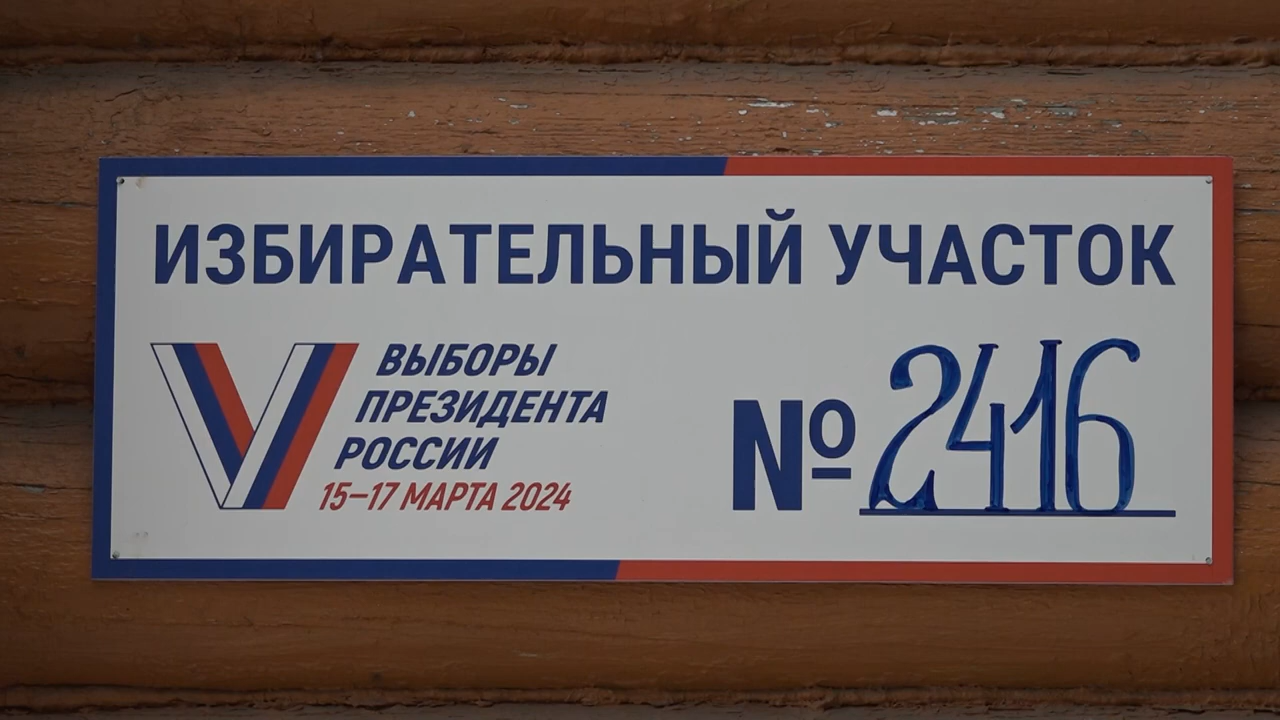 ИЗБИРАТЕЛЬНЫЙ УЧАСТОК
ВЫБОРЫ
ПРЕЗИДЕНТА
РОССИИ
15–17 МАРТА 2024
№ 2416